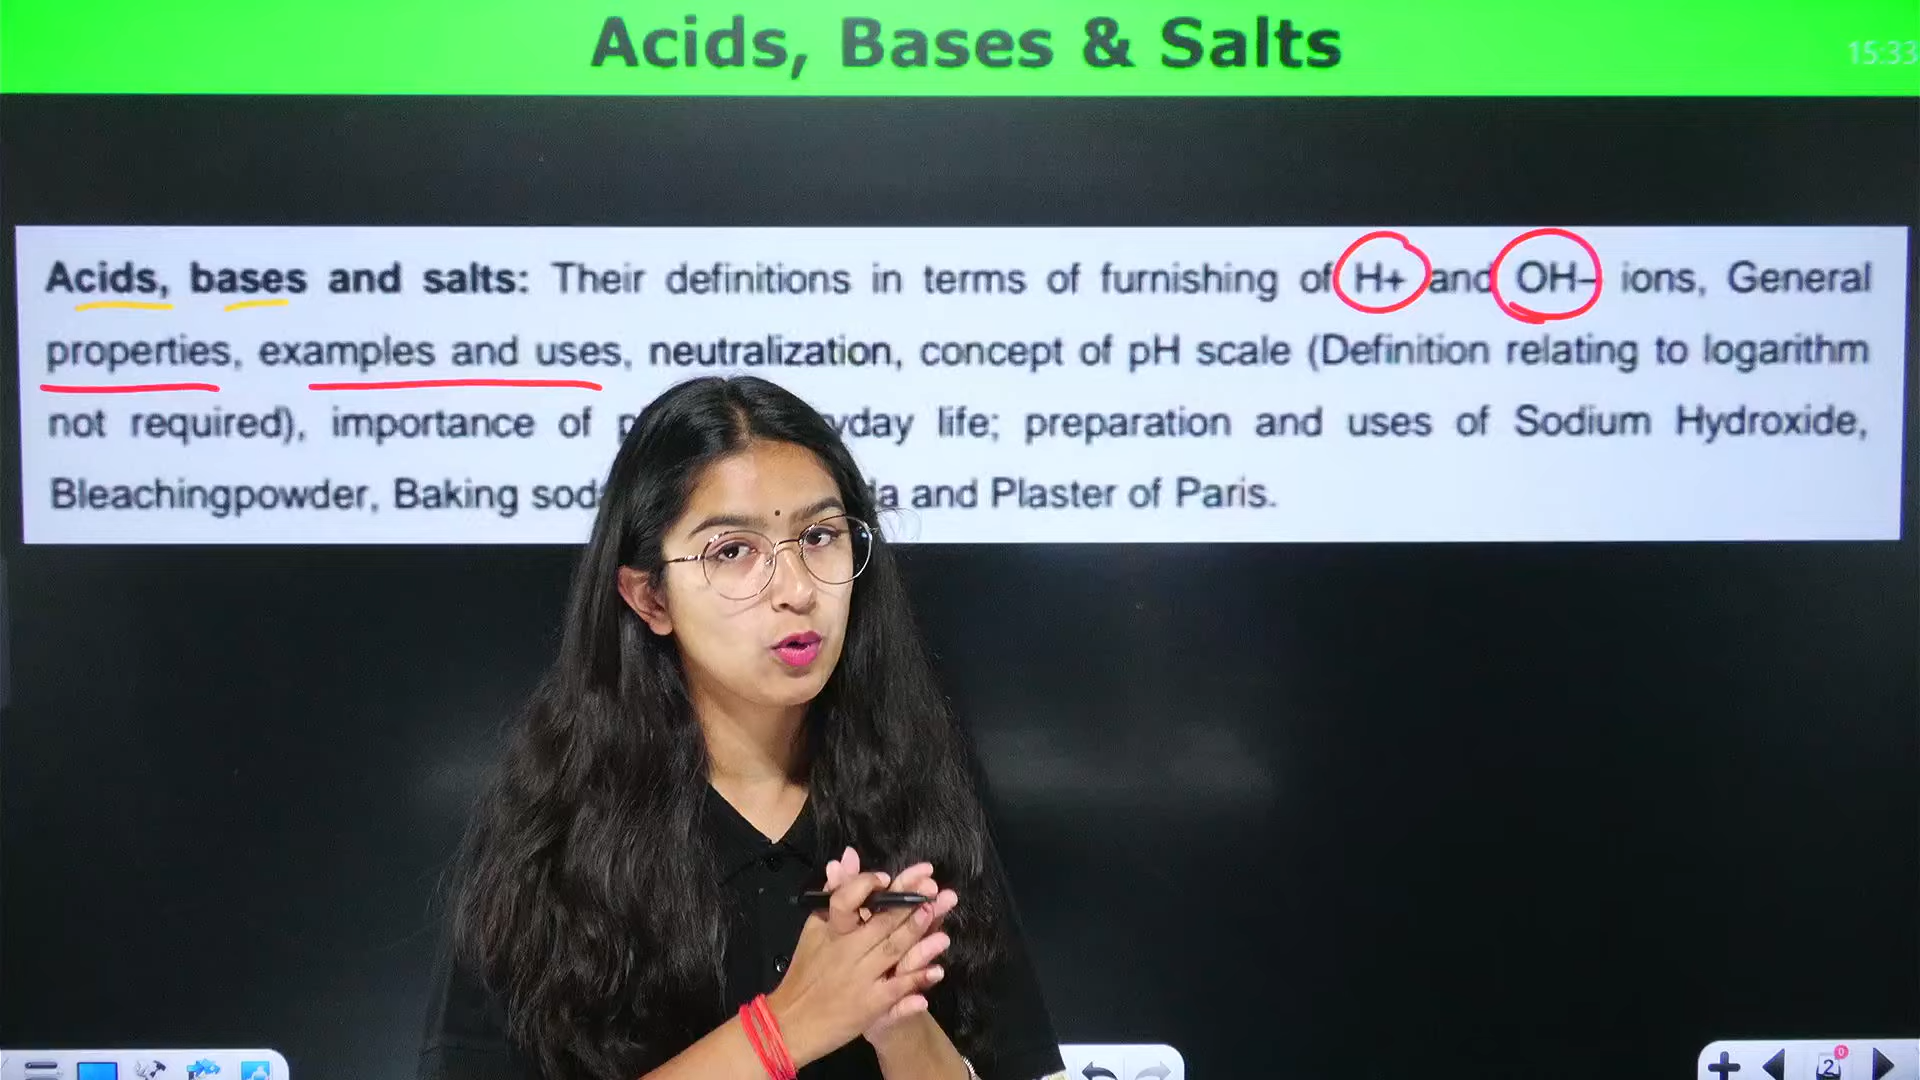 Acids, Bases & Salts
15:33
Acids, bases and salts: Their definitions in terms of furnishing of H+ and OH– ions, General
properties, examples and uses, neutralization, concept of pH scale (Definition relating to logarithm
not required), importance of life; preparation and uses of Sodium Hydroxide,
Bleachingpowder, Baking and Plaster of Paris.
2
0